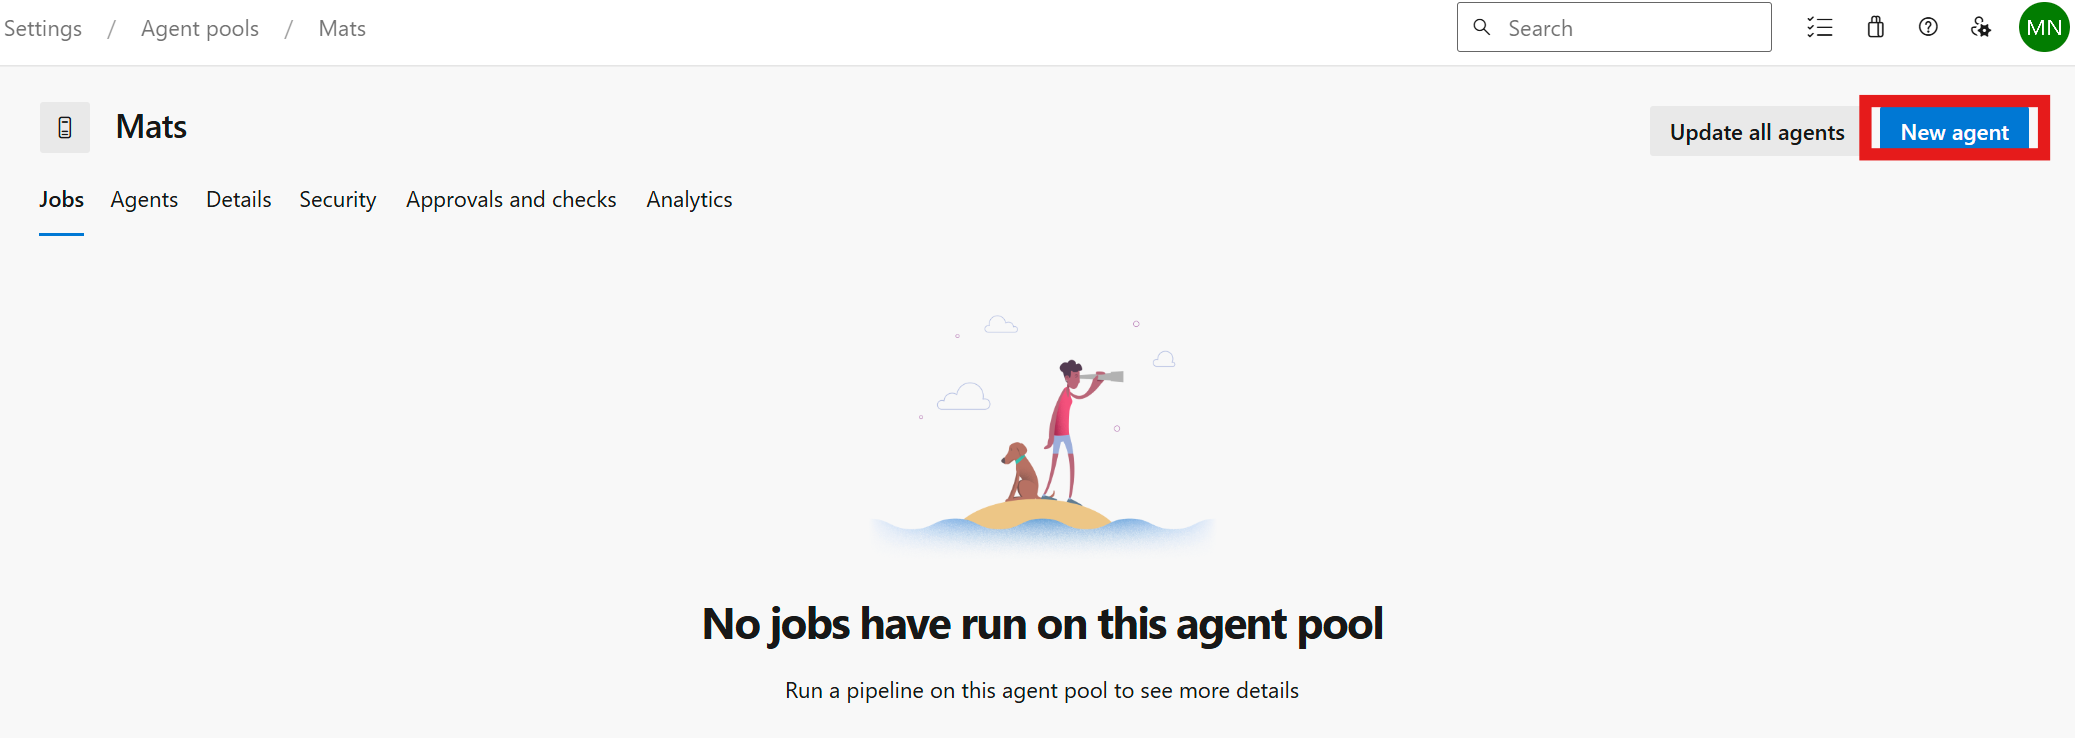 Settings / Agent pools / Mats
Search
MN
Mats
Update all agents
New agent
Jobs Agents Details Security Approvals and checks Analytics
No jobs have run on this agent pool
Run a pipeline on this agent pool to see more details